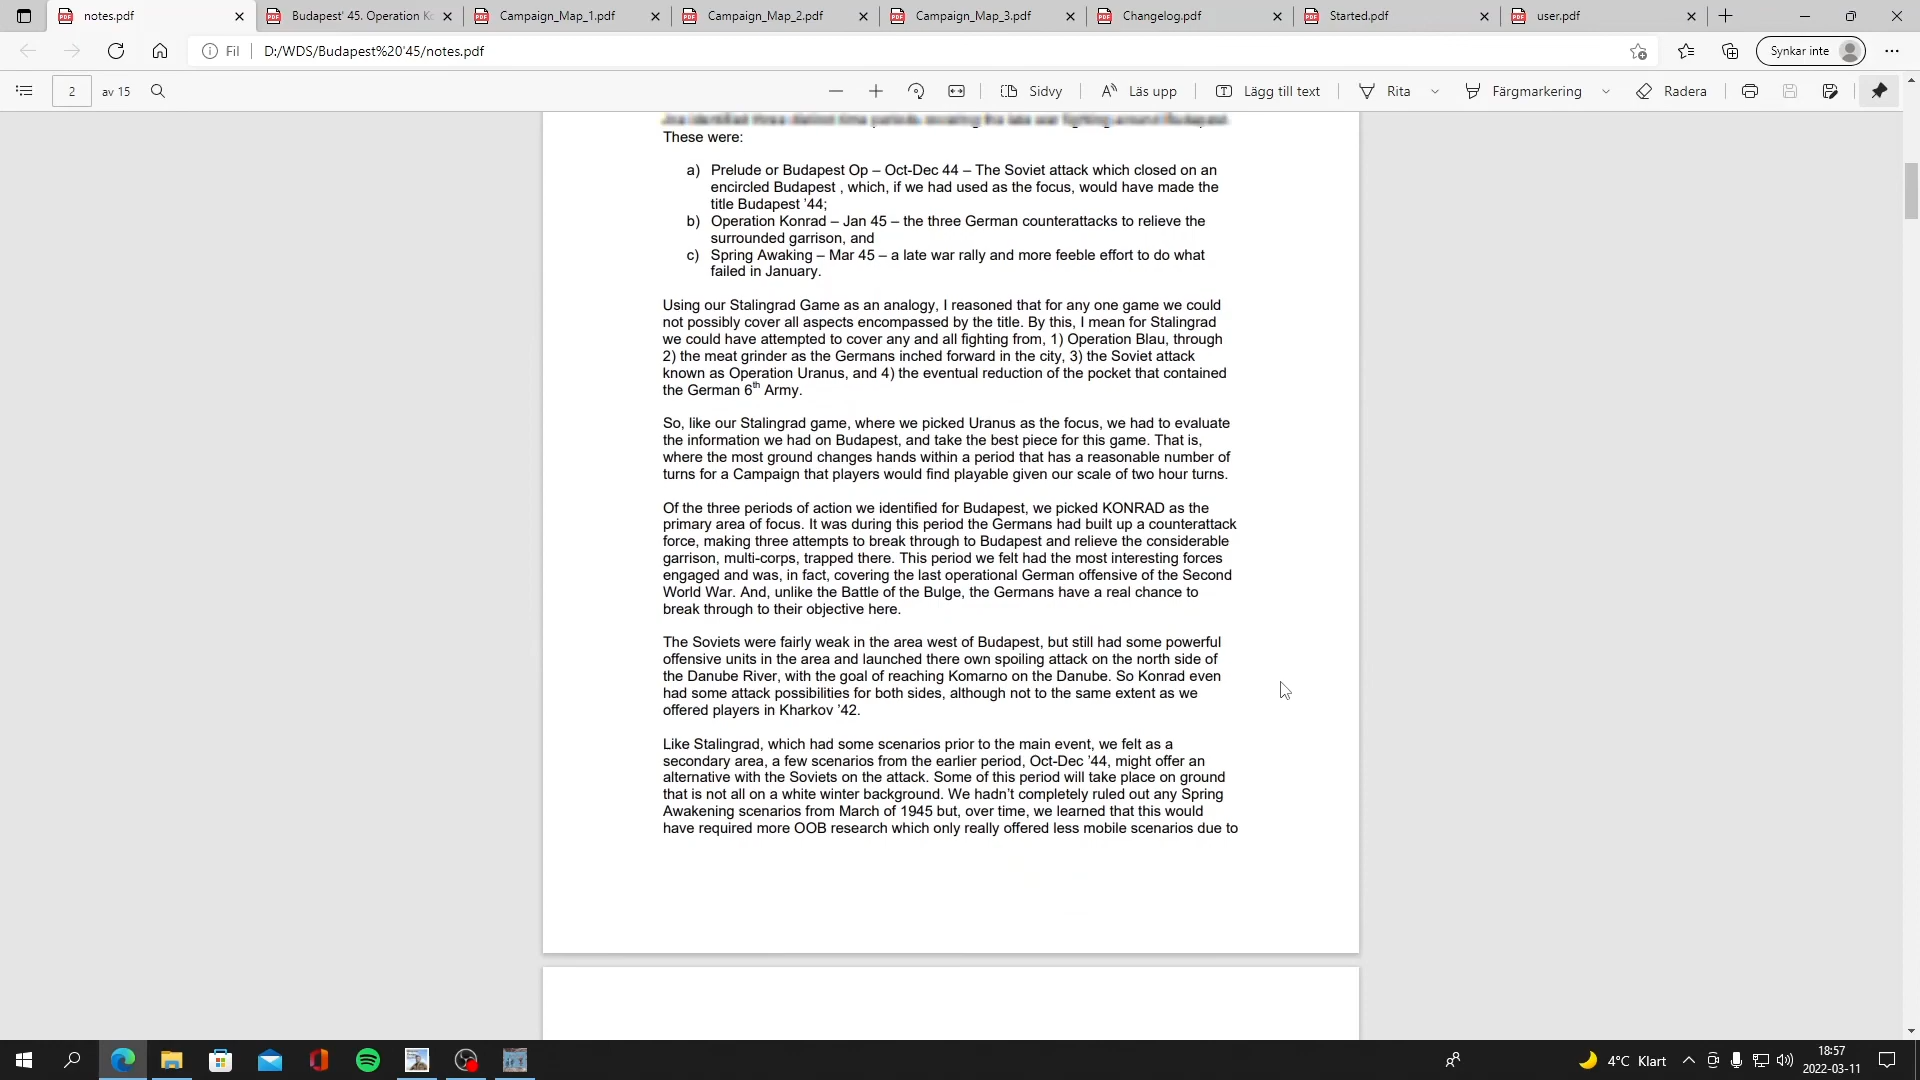 notes.pdf
Budapest' 45. Operation Ko
Campaign_Map_1.pdf
Campaign_Map_2.pdf
Campaign_Map_3.pdf
Changelog.pdf
Started.pdf
user.pdf
Fil
D:/WDS/Budapest%20'45/notes.pdf
Synkar inte
2
av 15
Sidvy
Läs upp
Lägg till text
Rita
Färgmarkering
Radera
These were:
a) Prelude or Budapest Op – Oct-Dec 44 – The Soviet attack which closed on an
encircled Budapest , which, if we had used as the focus, would have made the
title Budapest '44;
b) Operation Konrad – Jan 45 – the three German counterattacks to relieve the
surrounded garrison, and
c) Spring Awaking – Mar 45 – a late war rally and more feeble effort to do what
failed in January.
Using our Stalingrad Game as an analogy, I reasoned that for any one game we could
not possibly cover all aspects encompassed by the title. By this, I mean for Stalingrad
we could have attempted to cover any and all fighting from, 1) Operation Blau, through
2) the meat grinder as the Germans inched forward in the city, 3) the Soviet attack
known as Operation Uranus, and 4) the eventual reduction of the pocket that contained
the German 6th Army.
So, like our Stalingrad game, where we picked Uranus as the focus, we had to evaluate
the information we had on Budapest, and take the best piece for this game. That is,
where the most ground changes hands within a period that has a reasonable number of
turns for a Campaign that players would find playable given our scale of two hour turns.
Of the three periods of action we identified for Budapest, we picked KONRAD as the
primary area of focus. It was during this period the Germans had built up a counterattack
force, making three attempts to break through to Budapest and relieve the considerable
garrison, multi-corps, trapped there. This period we felt had the most interesting forces
engaged and was, in fact, covering the last operational German offensive of the Second
World War. And, unlike the Battle of the Bulge, the Germans have a real chance to
break through to their objective here.
The Soviets were fairly weak in the area west of Budapest, but still had some powerful
offensive units in the area and launched there own spoiling attack on the north side of
the Danube River, with the goal of reaching Komarno on the Danube. So Konrad even
had some attack possibilities for both sides, although not to the same extent as we
offered players in Kharkov '42.
Like Stalingrad, which had some scenarios prior to the main event, we felt as a
secondary area, a few scenarios from the earlier period, Oct-Dec '44, might offer an
alternative with the Soviets on the attack. Some of this period will take place on ground
that is not all on a white winter background. We hadn't completely ruled out any Spring
Awakening scenarios from March of 1945 but, over time, we learned that this would
have required more OOB research which only really offered less mobile scenarios due to
4°C Klart
18:57
2022-03-11